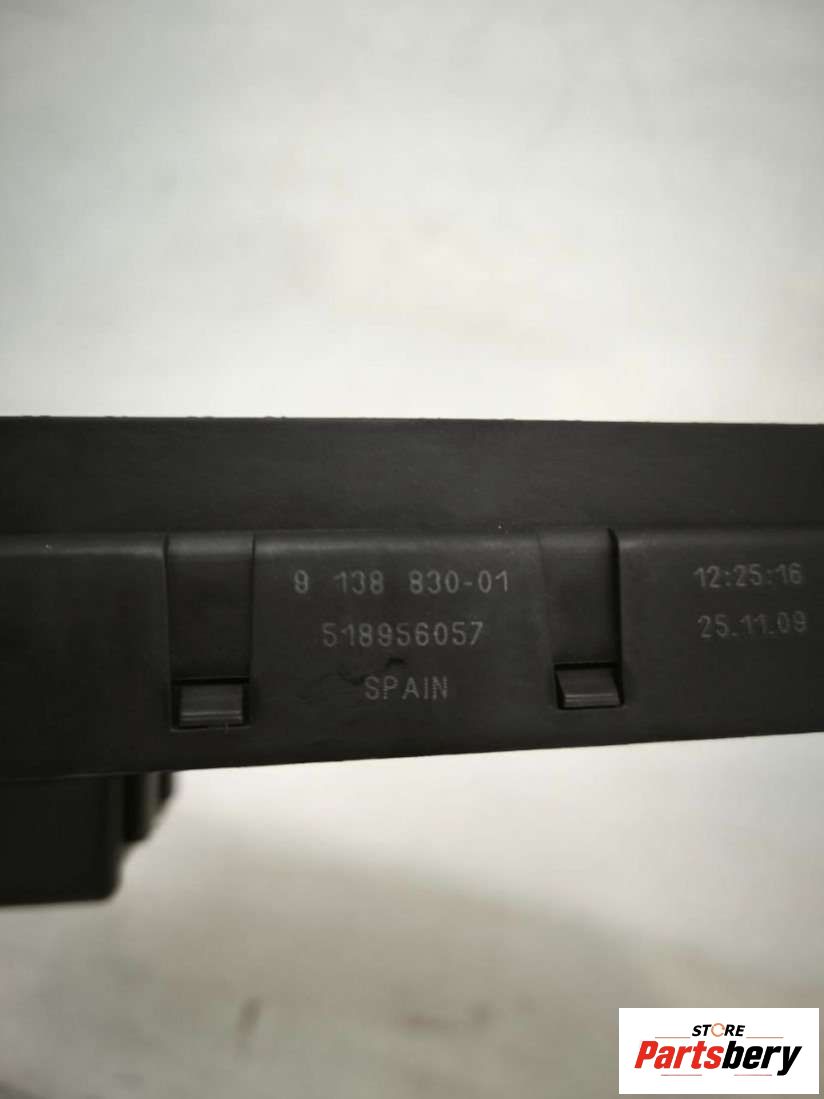 9 138 830-01
518956057
SPAIN
12:25:16
25.11.09
STORE
Partsbery